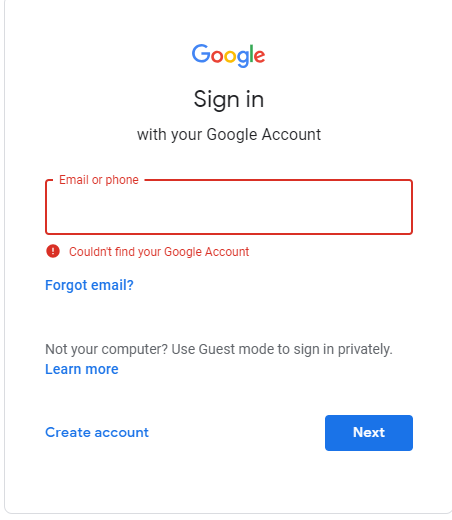 Google
Sign in
with your Google Account
Email or phone
Couldn't find your Google Account
Forgot email?
Not your computer? Use Guest mode to sign in privately.
Learn more
Create account
Next